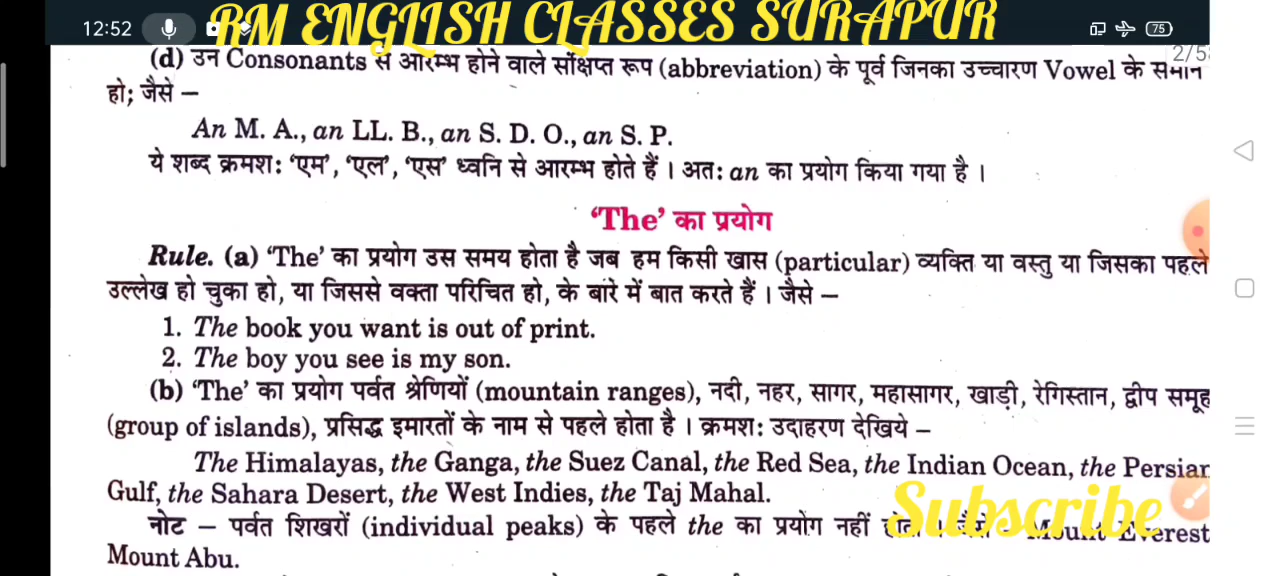 12:52
RM ENGLISH CLASSES SURAPUR
75
2/5
(d) उन Consonants से आरम्भ होने वाले संक्षिप्त रूप (abbreviation) के पूर्व जिनका उच्चारण Vowel के समान
हो; जैसे –
An M. A., an LL. B., an S. D. O., an S. P.
ये शब्द क्रमश: ‘एम’, ‘एल’, ‘एस’ ध्वनि से आरम्भ होते हैं । अत: an का प्रयोग किया गया है ।
‘The’ का प्रयोग
Rule. (a) ‘The’ का प्रयोग उस समय होता है जब हम किसी खास (particular) व्यक्ति या वस्तु या जिसका पहले
उल्लेख हो चुका हो, या जिससे वक्ता परिचित हो, के बांरे में बात करते हैं । जैसे –
1. The book you want is out of print.
2. The boy you see is my son.
(b) ‘The’ का प्रयोग पर्वत श्रेणियों (mountain ranges), नदी, नहर, सागर, महासागर, खाड़ी, रेगिस्तान, द्वीप समूह
(group of islands), प्रसिद्ध इमारतों के नाम से पहले होता है । क्रमश: उदाहरण देखिये –
The Himalayas, the Ganga, the Suez Canal, the Red Sea, the Indian Ocean, the Persian
Gulf, the Sahara Desert, the West Indies, the Taj Mahal.
Subscribe
नोट – पर्वत शिखरों (individual peaks) के पहले the का प्रयोग नहीं Mount Everest
Mount Abu.